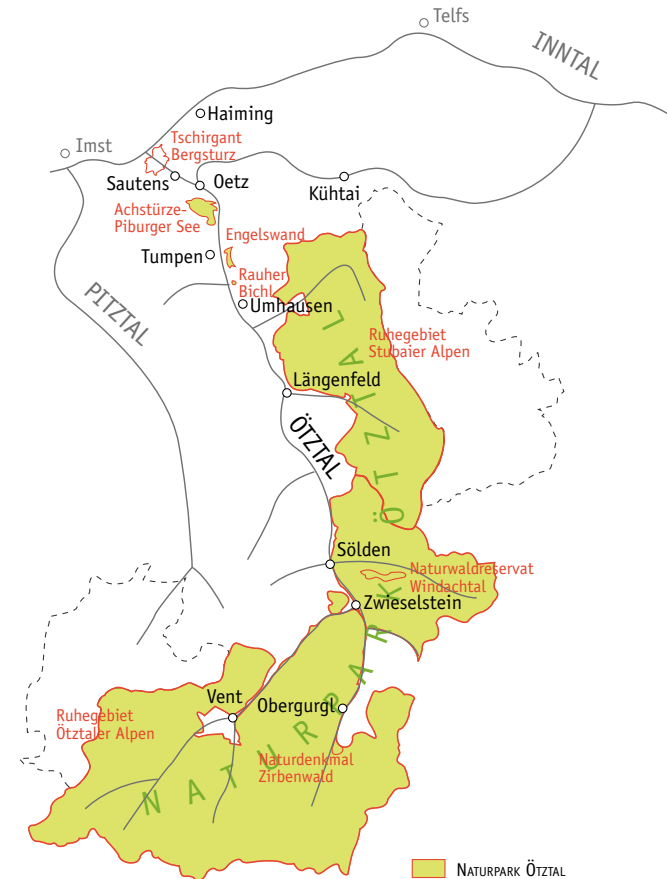 Telfs
INNTAL
Haiming
Imst
Tschirgant
Bergsturz
Sautens
Oetz
Kühtai
Achstürze-
Piburger See
Engelswand
Tumpen
Rauher
Bichl
Umhausen
PITZTAL
Ruhegebiet
Stubaier Alpen
Längenfeld
ÖTZTAL
Sölden
Naturwaldreservat
Windachtal
Zwieselstein
Vent
Obergurgl
Ruhegebiet
Ötztaler Alpen
Naturdenkmal
Zirbenwald
NATURPARK ÖTZTAL
NATURPARK ÖTZTAL